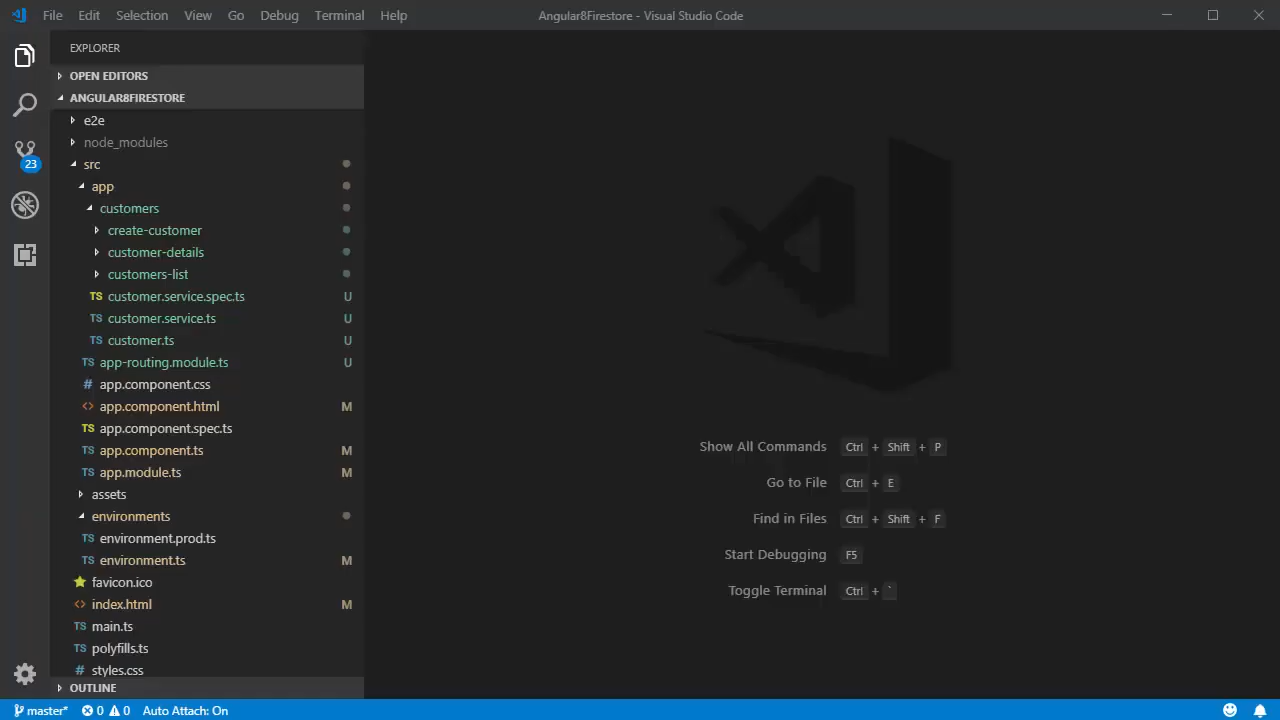 File Edit Selection View Go Debug Terminal Help
Angular8Firestore - Visual Studio Code
EXPLORER
OPEN EDITORS
ANGULAR8FIRESTORE
e2e
node_modules
23
src
app
customers
create-customer
customer-details
customers-list
TS customer.service.spec.ts U
TS customer.service.ts U
TS customer.ts U
TS app-routing.module.ts U
# app.component.css
<> app.component.html M
TS app.component.spec.ts
TS app.component.ts M
TS app.module.ts M
assets
environments
TS environment.prod.ts
TS environment.ts M
favicon.ico
<> index.html M
TS main.ts
TS polyfills.ts
# styles.css
OUTLINE
Show All Commands Ctrl + Shift + P
Go to File Ctrl + E
Find in Files Ctrl + Shift + F
Start Debugging F5
Toggle Terminal Ctrl + `
master* 0 0 Auto Attach: On